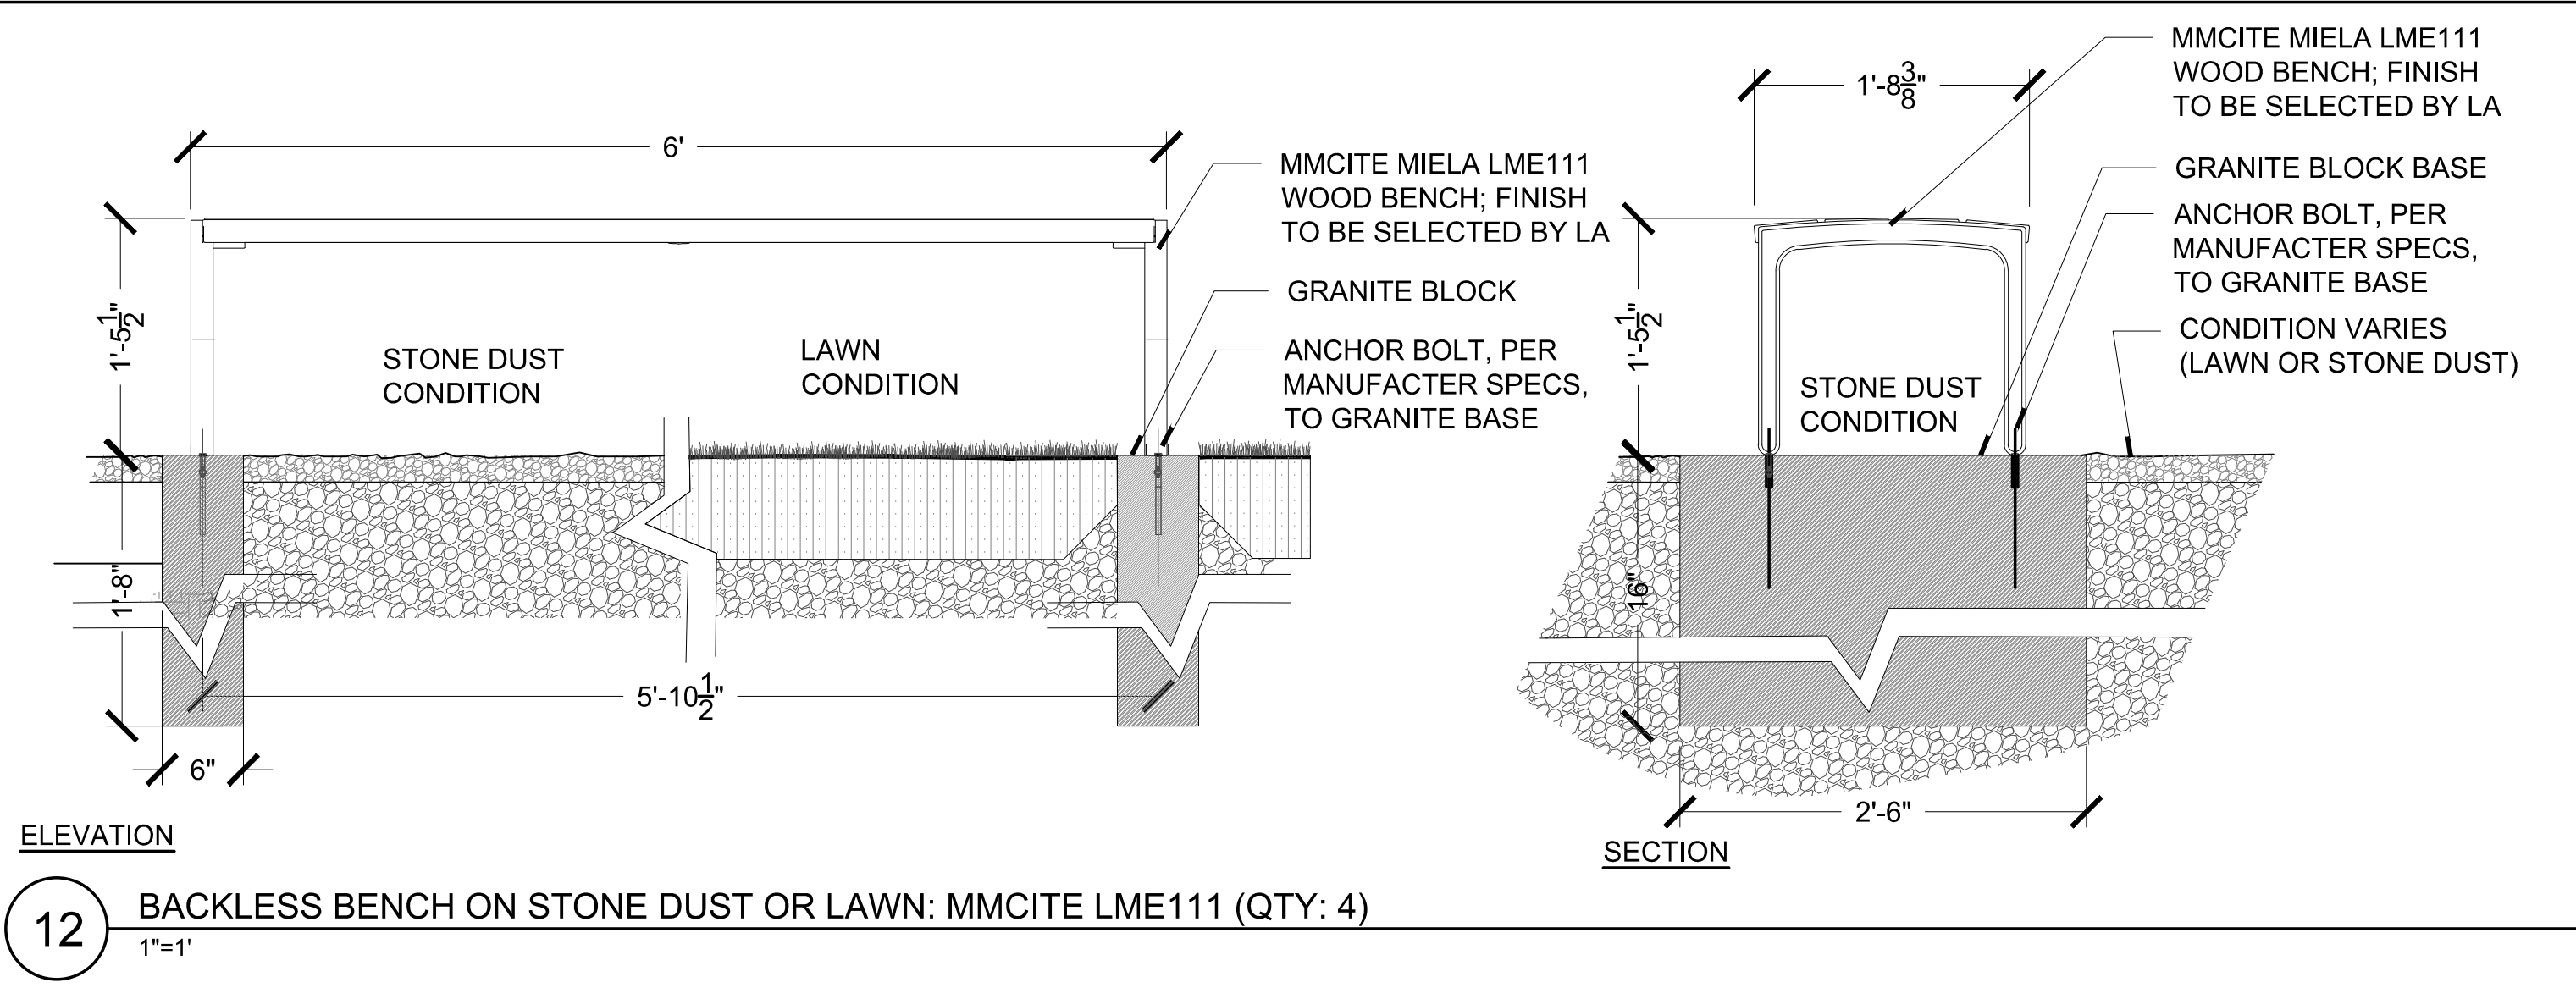 6'
1'-5 1/2"
STONE DUST
CONDITION
LAWN
CONDITION
MMCITE MIELA LME111
WOOD BENCH; FINISH
TO BE SELECTED BY LA
GRANITE BLOCK
ANCHOR BOLT, PER
MANUFACTER SPECS,
TO GRANITE BASE
1'-8"
5'-10 1/2"
6"
ELEVATION
1'-8 3/8"
MMCITE MIELA LME111
WOOD BENCH; FINISH
TO BE SELECTED BY LA
GRANITE BLOCK BASE
ANCHOR BOLT, PER
MANUFACTER SPECS,
TO GRANITE BASE
CONDITION VARIES
(LAWN OR STONE DUST)
1'-5 1/2"
STONE DUST
CONDITION
16"
2'-6"
SECTION
12
BACKLESS BENCH ON STONE DUST OR LAWN: MMCITE LME111 (QTY: 4)
1"=1'